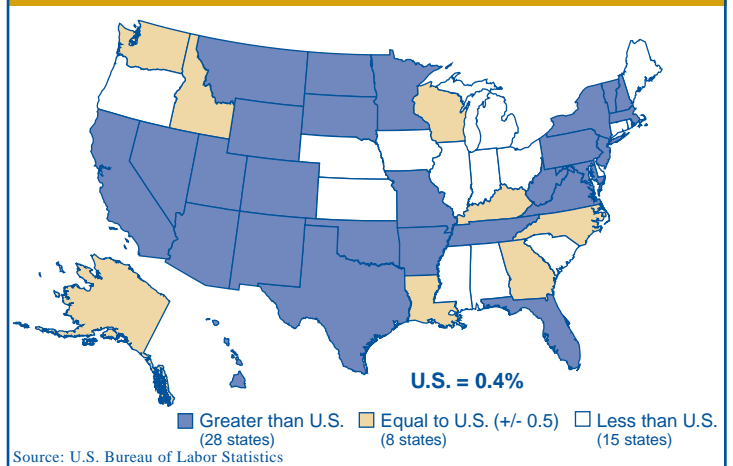 U.S. = 0.4%
Greater than U.S. Equal to U.S. (+/- 0.5) Less than U.S.
(28 states) (8 states) (15 states)
Source: U.S. Bureau of Labor Statistics